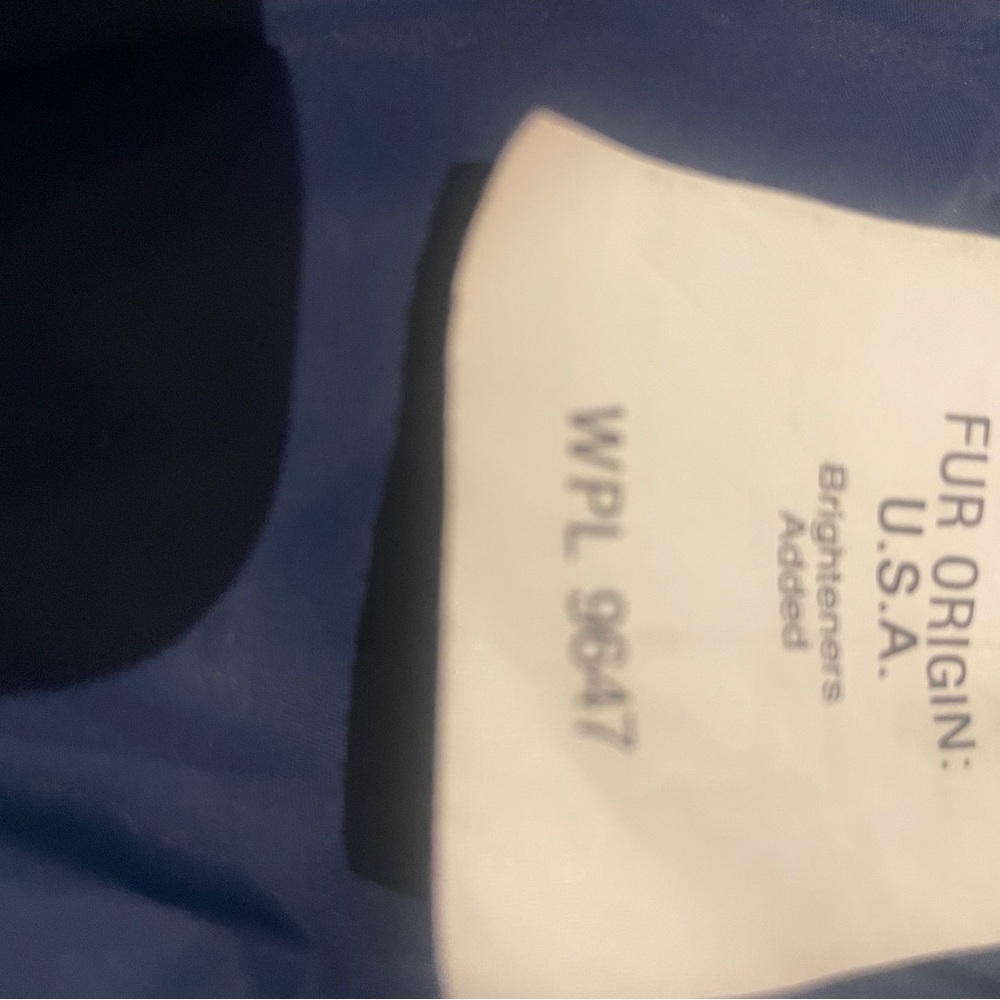 FUR ORIGIN:
U.S.A.
Brighteners
Added
WPL 9647